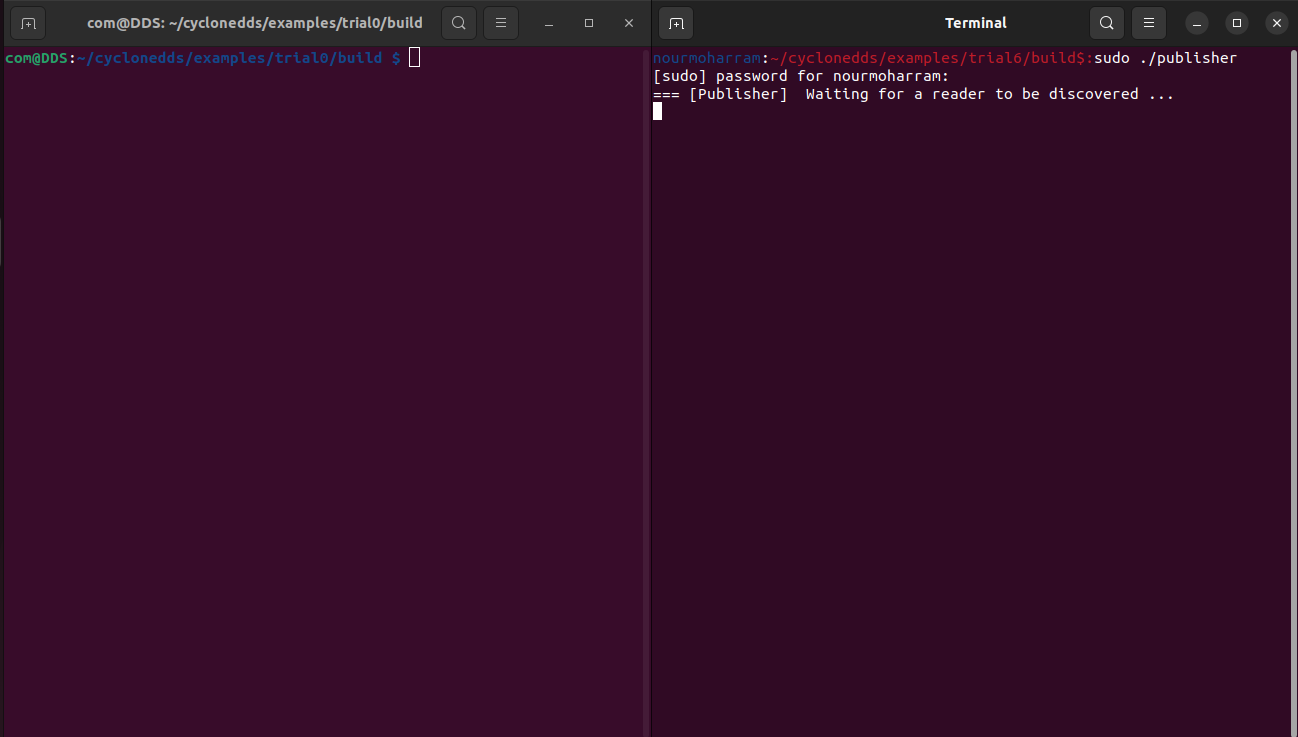 com@DDS: ~/cyclonedds/examples/trial0/build
com@DDS:~/cyclonedds/examples/trial0/build $
Terminal
nourmoharram:~/cyclonedds/examples/trial6/build$:sudo ./publisher
[sudo] password for nourmoharram:
=== [Publisher]  Waiting for a reader to be discovered ...